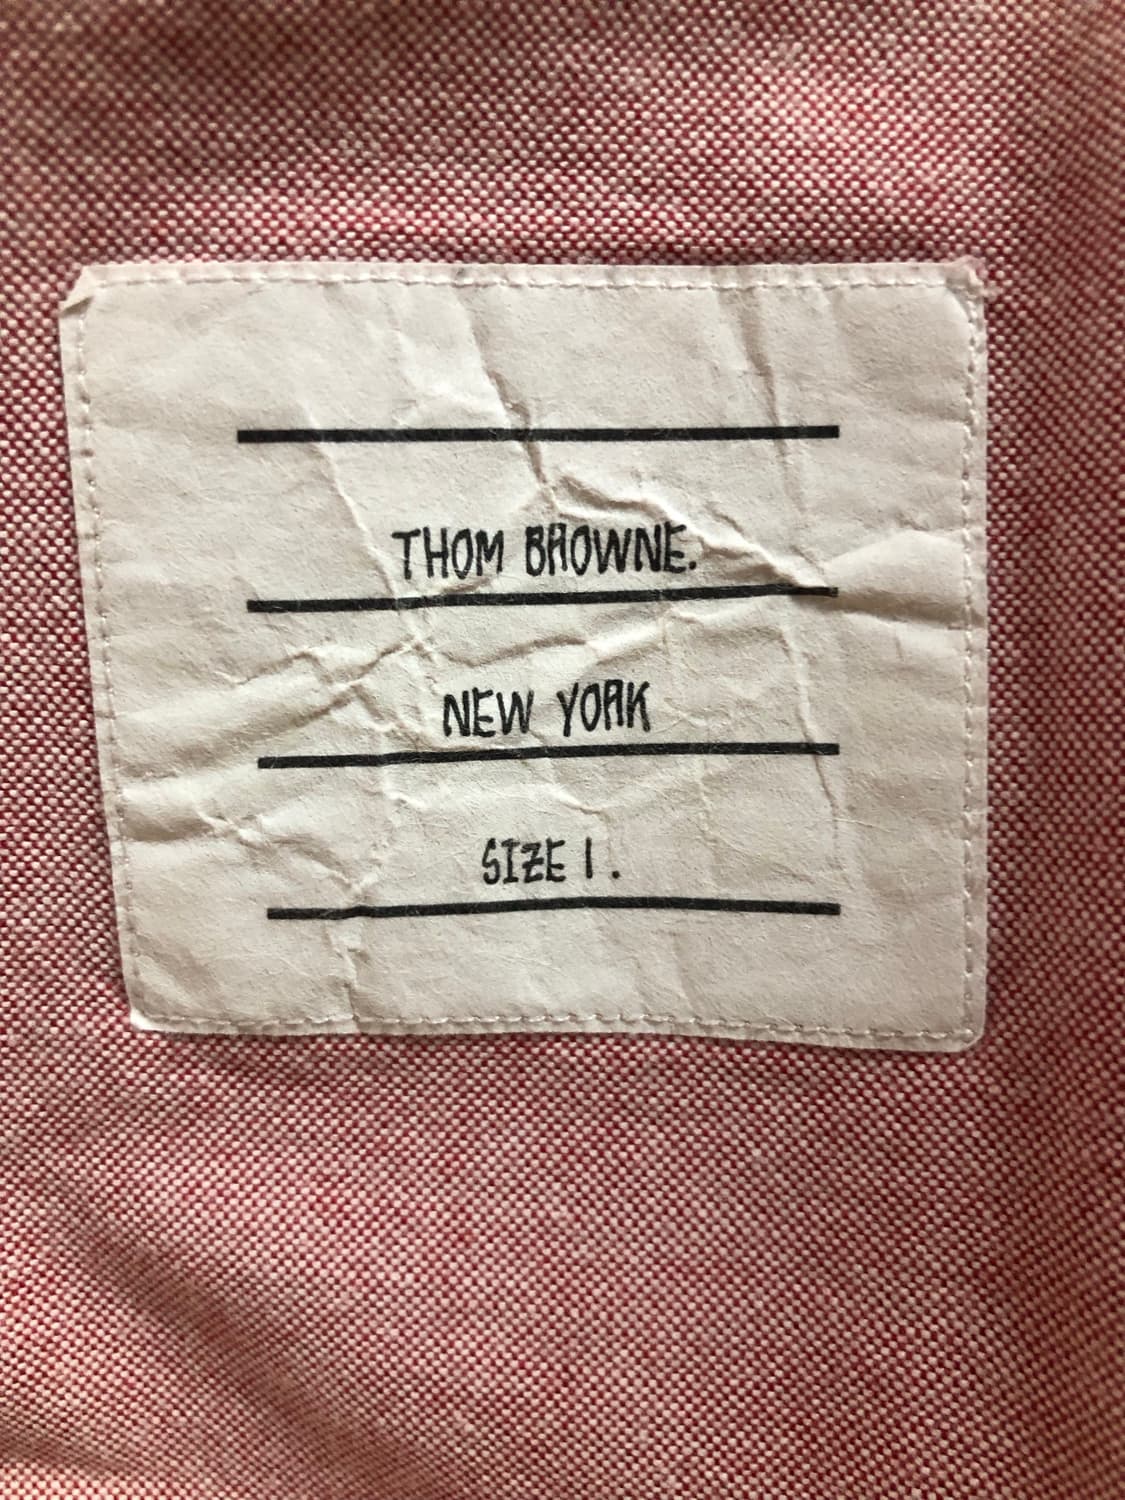 THOM BROWNE.
NEW YORK
SIZE 1.